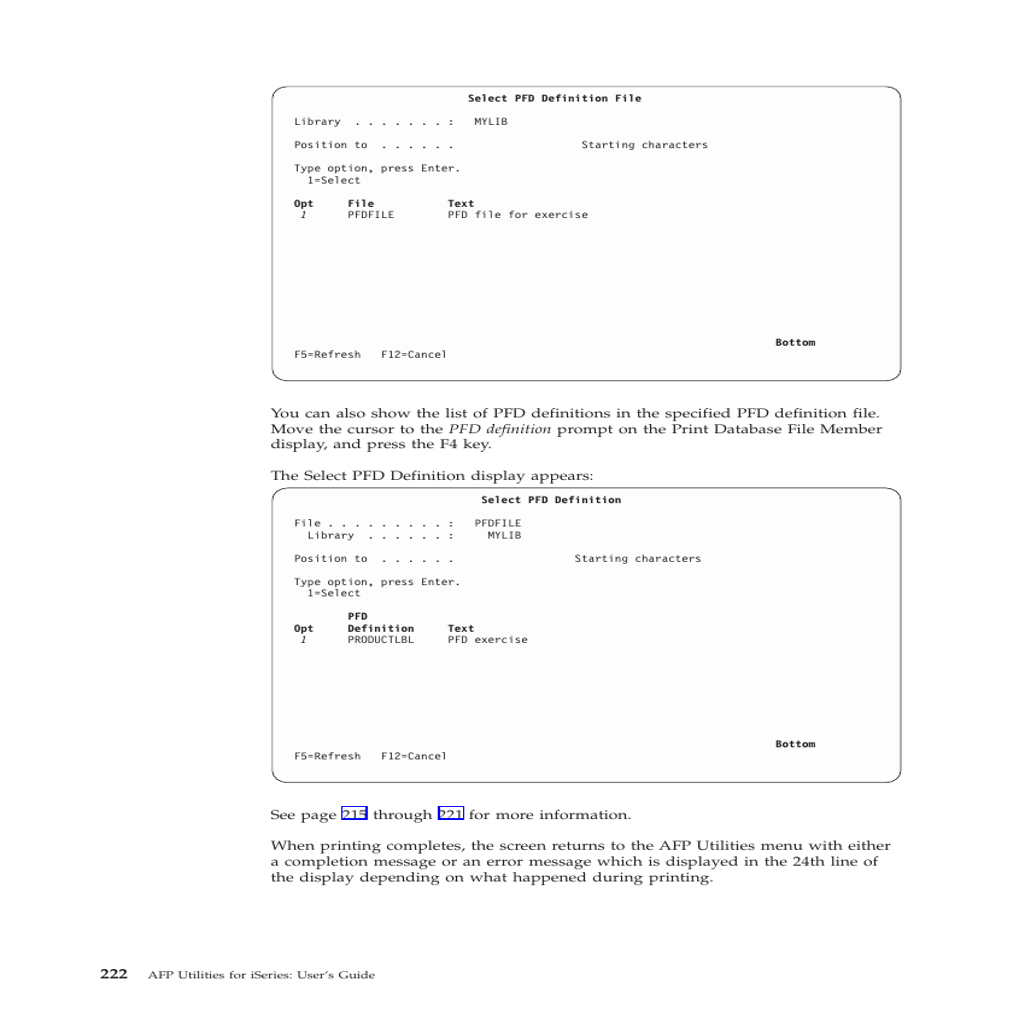 Select PFD Definition File
Library . . . . . . . : MYLIB
Position to . . . . . . Starting characters
Type option, press Enter.
1=Select
Opt File Text
1 PFDFILE PFD file for exercise
Bottom
F5=Refresh F12=Cancel
You can also show the list of PFD definitions in the specified PFD definition file.
Move the cursor to the PFD definition prompt on the Print Database File Member
display, and press the F4 key.
The Select PFD Definition display appears:
Select PFD Definition
File . . . . . . . . . : PFDFILE
Library . . . . . . : MYLIB
Position to . . . . . . Starting characters
Type option, press Enter.
1=Select
PFD
Opt Definition Text
1 PRODUCTLBL PFD exercise
Bottom
F5=Refresh F12=Cancel
See page 215 through 221 for more information.
When printing completes, the screen returns to the AFP Utilities menu with either
a completion message or an error message which is displayed in the 24th line of
the display depending on what happened during printing.
222 AFP Utilities for iSeries: User's Guide